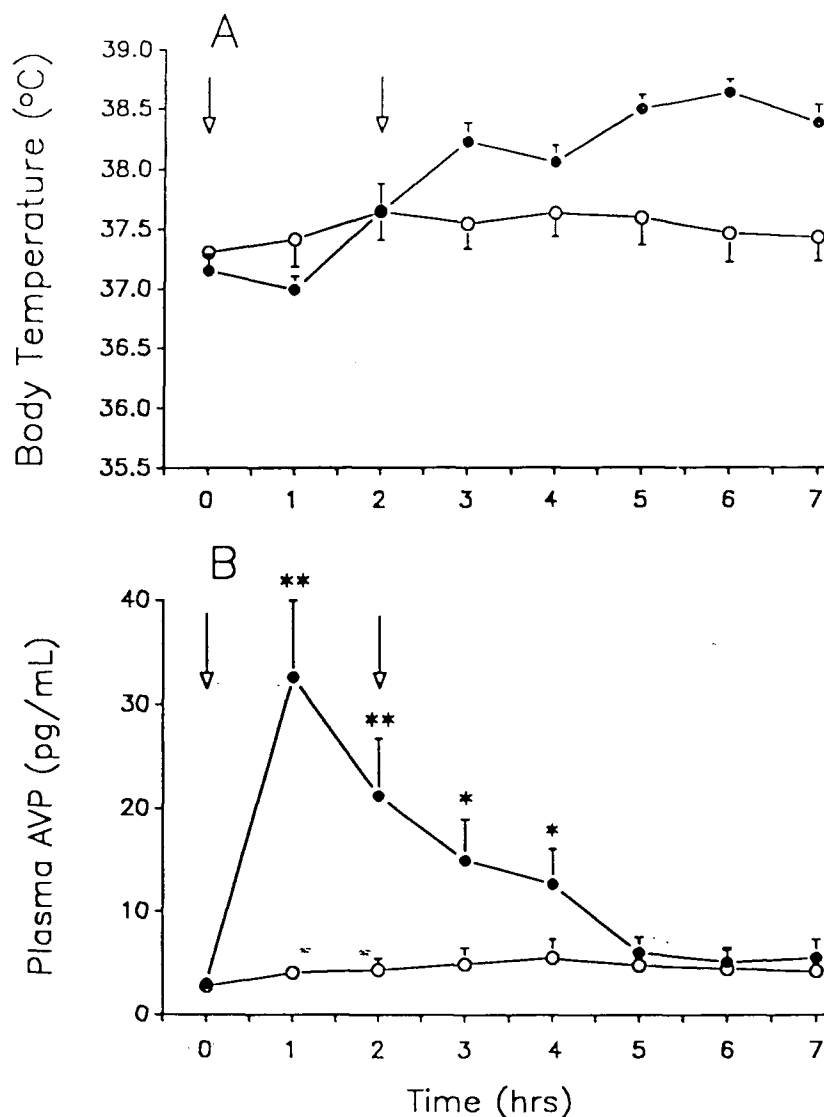 A
Body Temperature (°C)
39.0
38.5
38.0
37.5
37.0
36.5
36.0
35.5
0 1 2 3 4 5 6 7
B
Plasma AVP (pg/mL)
40
30
20
10
0
**
**
*
*
0 1 2 3 4 5 6 7
Time (hrs)